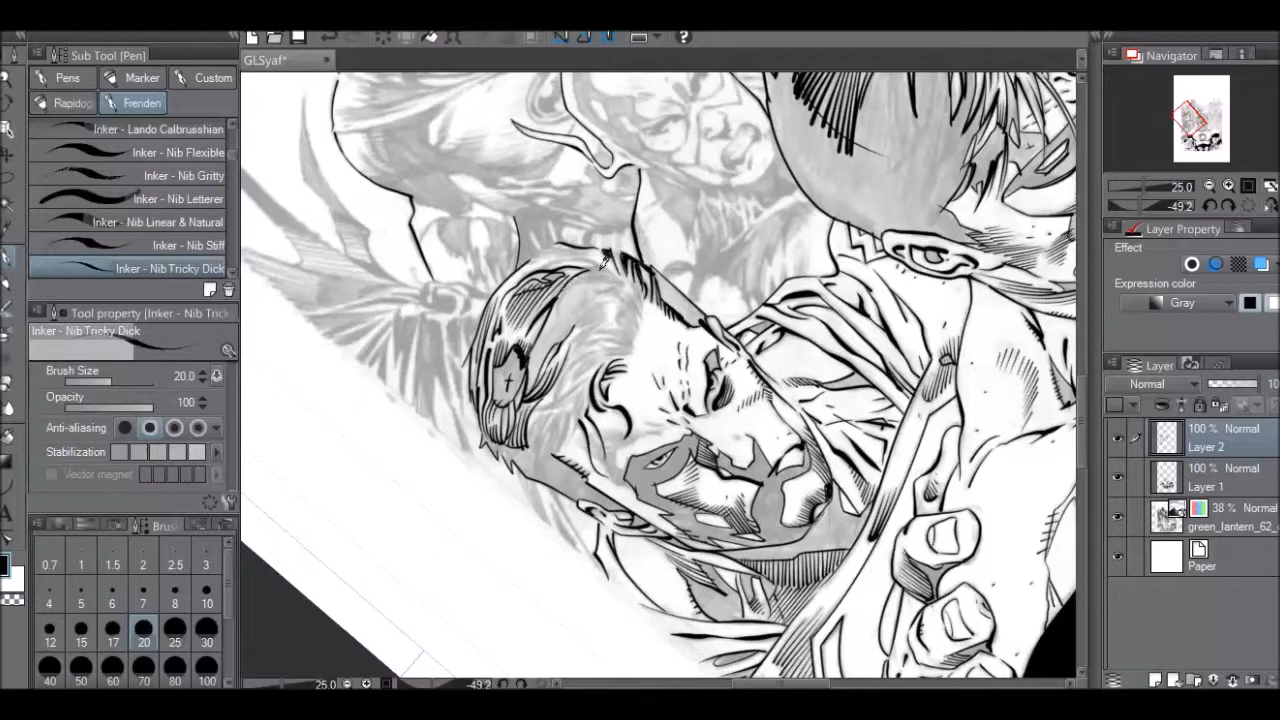 Sub Tool [Pen]
Pens
Marker
Custom
Rapidog
Frenden
Inker - Lando Calbrusshian
Inker - Nib Flexible
Inker - Nib Gritty
Inker - Nib Letterer
Inker - Nib Linear & Natural
Inker - Nib Stiff
Inker - Nib Tricky Dick
Tool property [Inker - Nib Trick
Inker - Nib Tricky Dick
Brush Size 20.0
Opacity 100
Anti-aliasing
Stabilization
Vector magnet
Brus
0.7 1 1.5 2 2.5 3
4 5 6 7 8 10
12 15 17 20 25 30
40 50 60 70 80 100
GLSyaf*
25.0
-49.2
Navigator
25.0
-49.2
Layer Property
Effect
Expression color
Gray
Layer
Normal
100 % Normal
Layer 2
100 % Normal
Layer 1
38 % Normal
green_lantern_62_
Paper